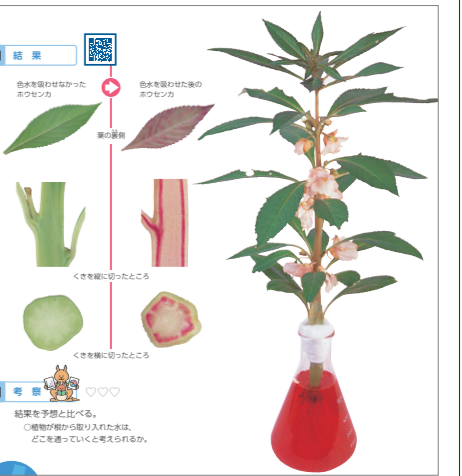 結果
色水を吸わせなかった
ホウセンカ
色水を吸わせた後の
ホウセンカ
葉の裏側
くきを縦に切ったところ
くきを横に切ったところ
考察
結果を予想と比べる。
○植物が根から取り入れた水は、
どこを通っていくと考えられるか。